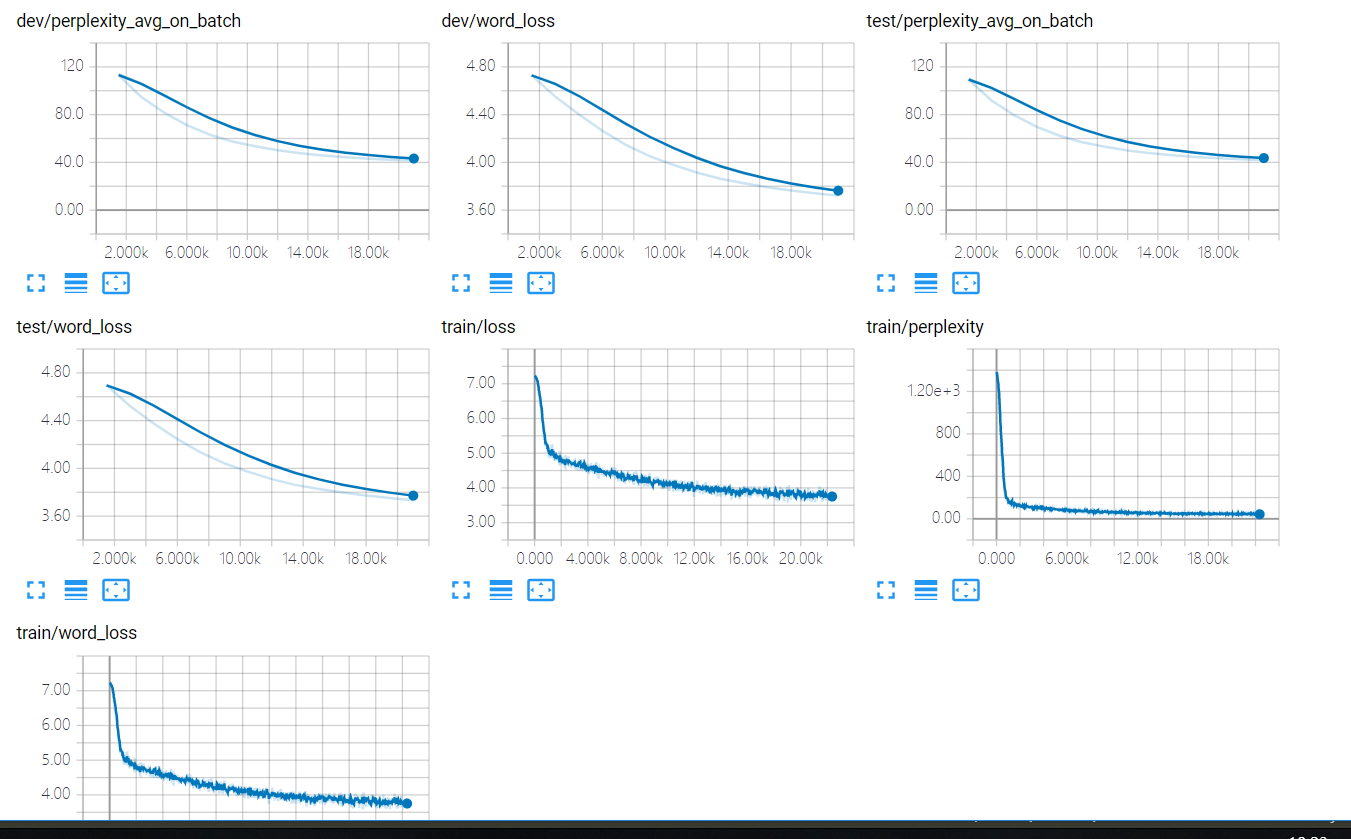 dev/perplexity_avg_on_batch
120
80.0
40.0
0.00
2.000k 6.000k 10.00k 14.00k 18.00k
dev/word_loss
4.80
4.40
4.00
3.60
2.000k 6.000k 10.00k 14.00k 18.00k
test/perplexity_avg_on_batch
120
80.0
40.0
0.00
2.000k 6.000k 10.00k 14.00k 18.00k
test/word_loss
4.80
4.40
4.00
3.60
2.000k 6.000k 10.00k 14.00k 18.00k
train/loss
7.00
6.00
5.00
4.00
3.00
0.000 4.000k 8.000k 12.00k 16.00k 20.00k
train/perplexity
1.20e+3
800
400
0.00
0.000 6.000k 12.00k 18.00k
train/word_loss
7.00
6.00
5.00
4.00